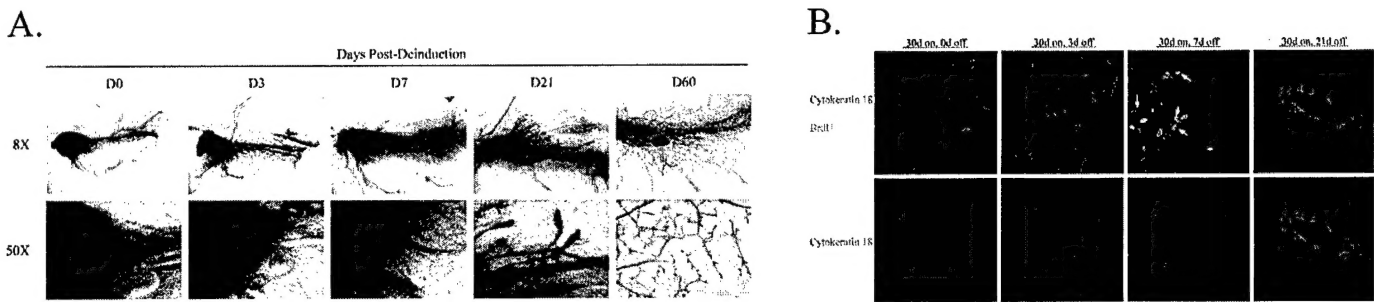 A.
Days Post-Deinduction
D0 D3 D7 D21 D60
8X
50X
B.
30d on, 0d off 30d on, 3d off 30d on, 7d off 30d on, 21d off
Cytokeratin 18
BrdU
Cytokeratin 18